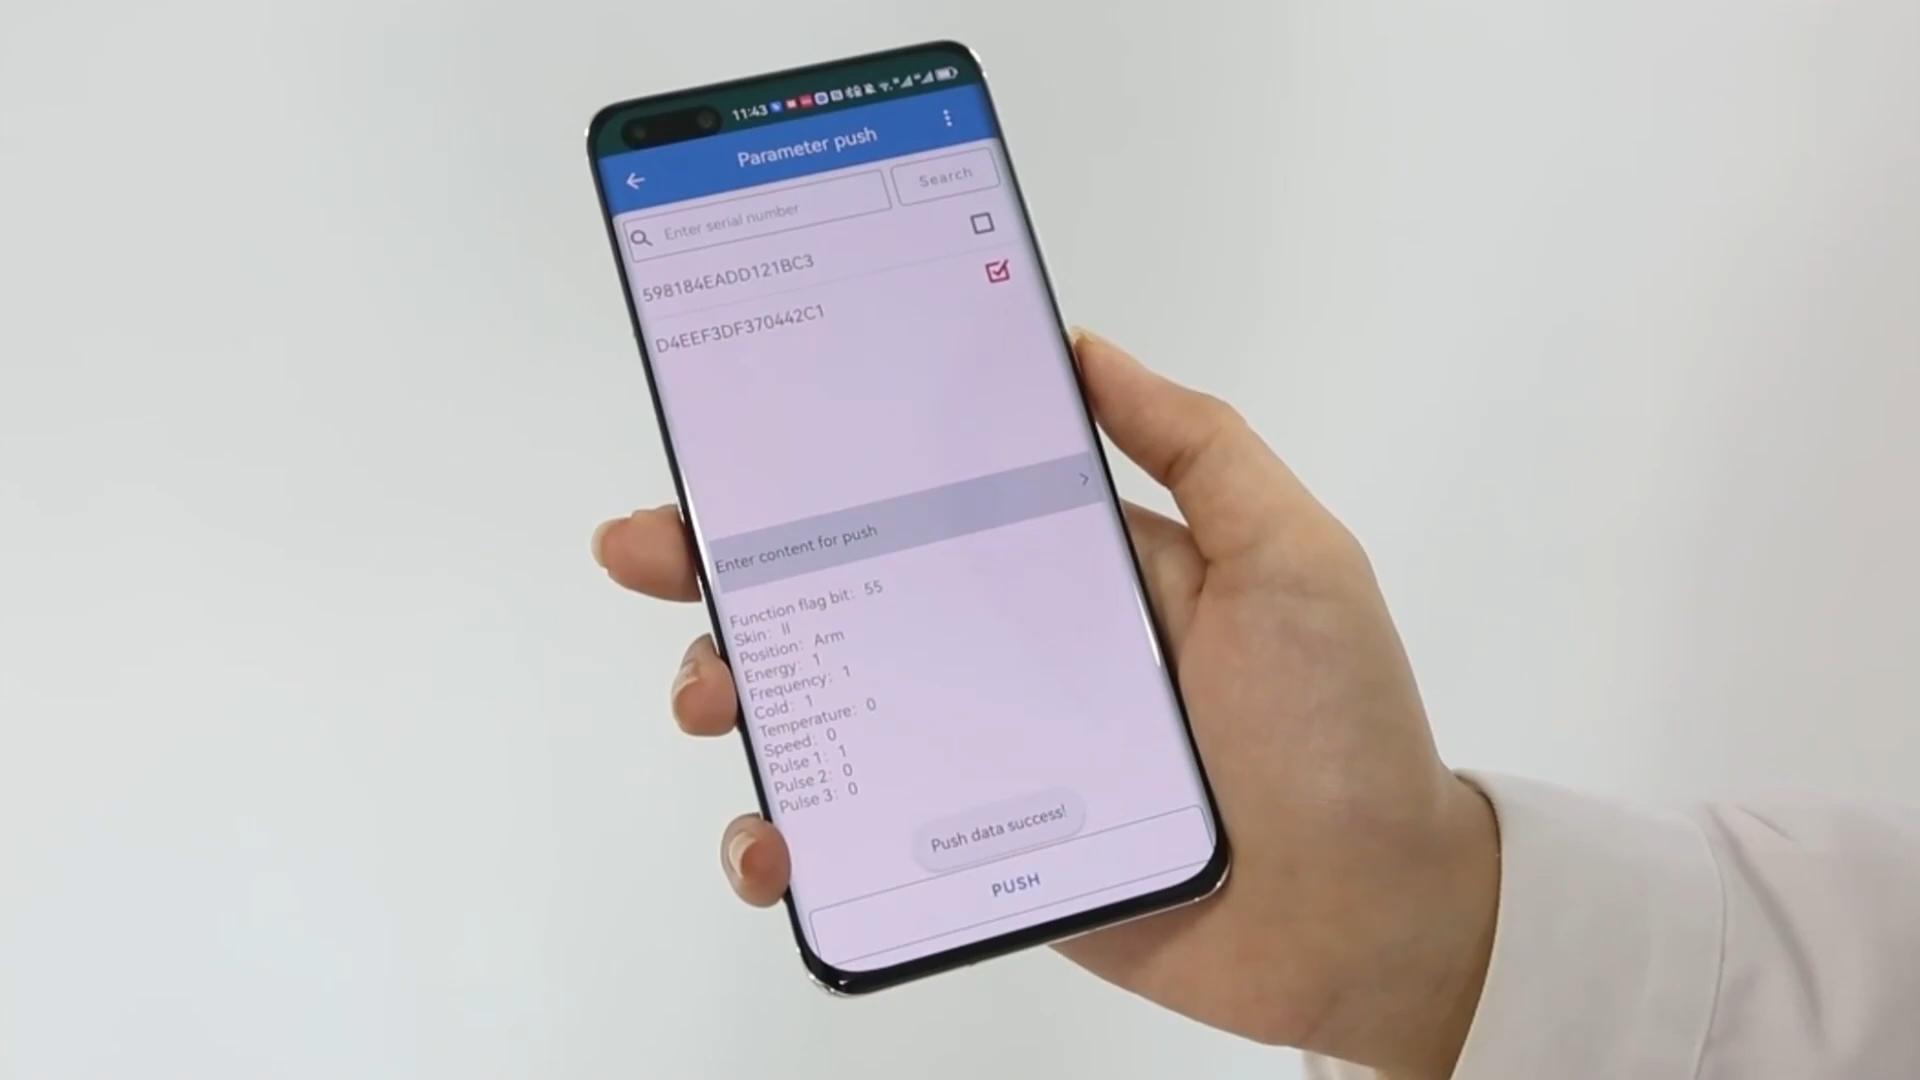 11:43
Parameter push
Enter serial number
Search
598184EADD121BC3
D4EEF3DF370442C1
Enter content for push
Function flag bit: 55
Skin: II
Position: Arm
Energy: 1
Frequency: 1
Cold: 1
Temperature: 0
Speed: 0
Pulse 1: 1
Pulse 2: 0
Pulse 3: 0
Push data success!
PUSH